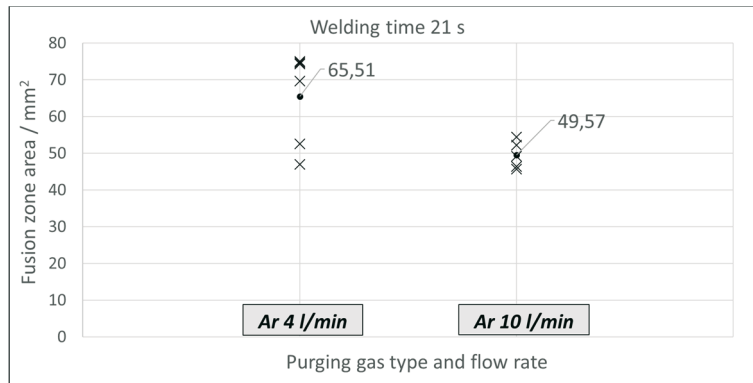 Welding time 21 s
80
70
60
50
40
30
20
10
0
Fusion zone area / mm²
65,51
49,57
Ar 4 l/min
Ar 10 l/min
Purging gas type and flow rate